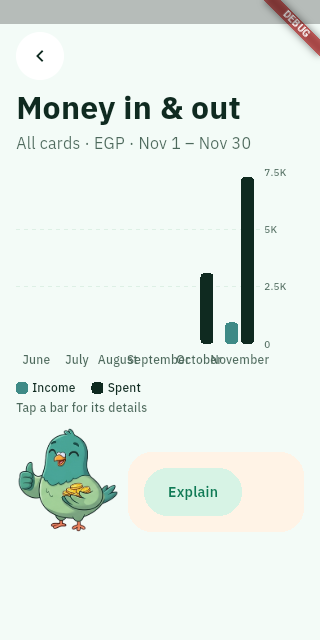 DEBUG
Money in & out
All cards · EGP · Nov 1 – Nov 30
7.5K
5K
2.5K
0
June July August September October November
Income Spent
Tap a bar for its details
Explain